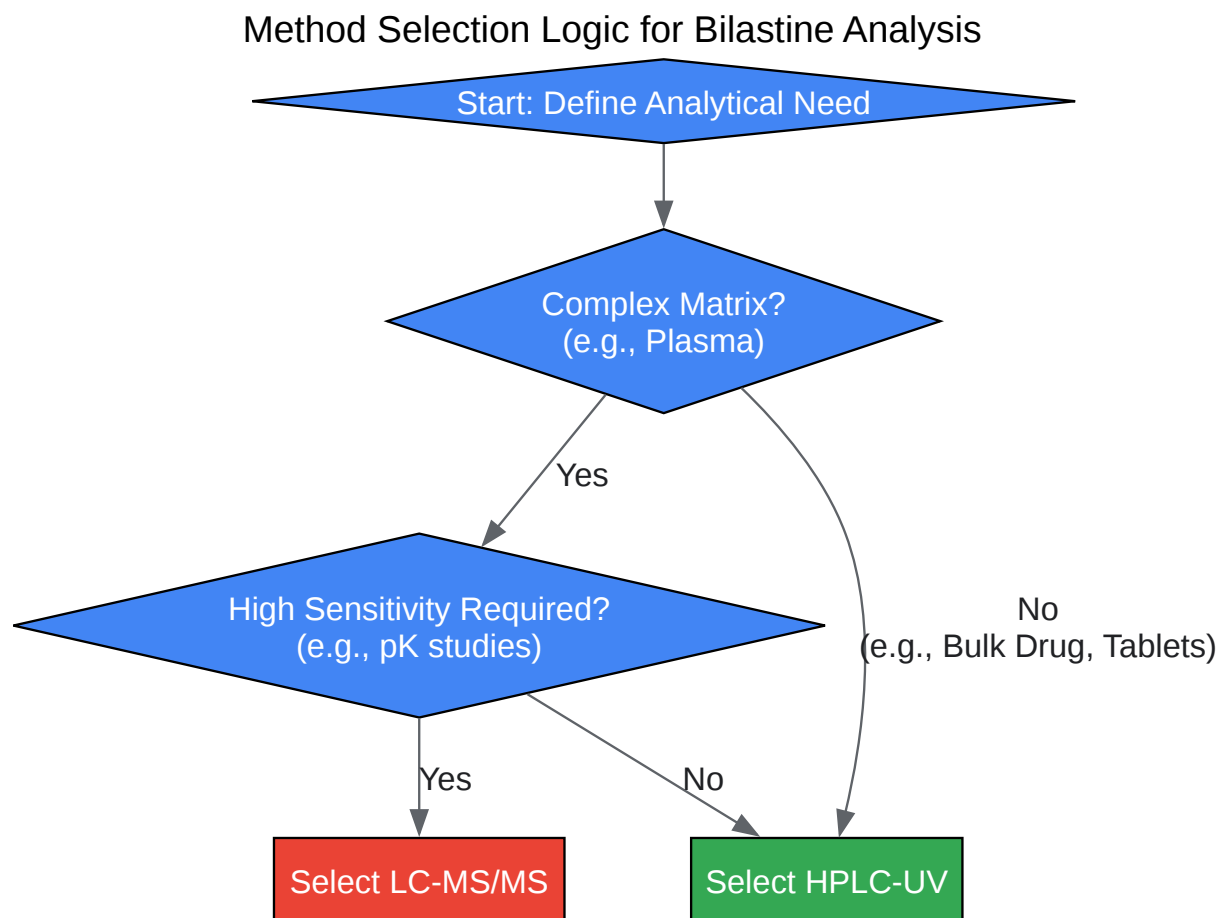 Method Selection Logic for Bilastine Analysis
Start: Define Analytical Need
Complex Matrix?
(e.g., Plasma)
Yes
High Sensitivity Required?
(e.g., pK studies)
No
(e.g., Bulk Drug, Tablets)
Yes
No
Select LC-MS/MS
Select HPLC-UV